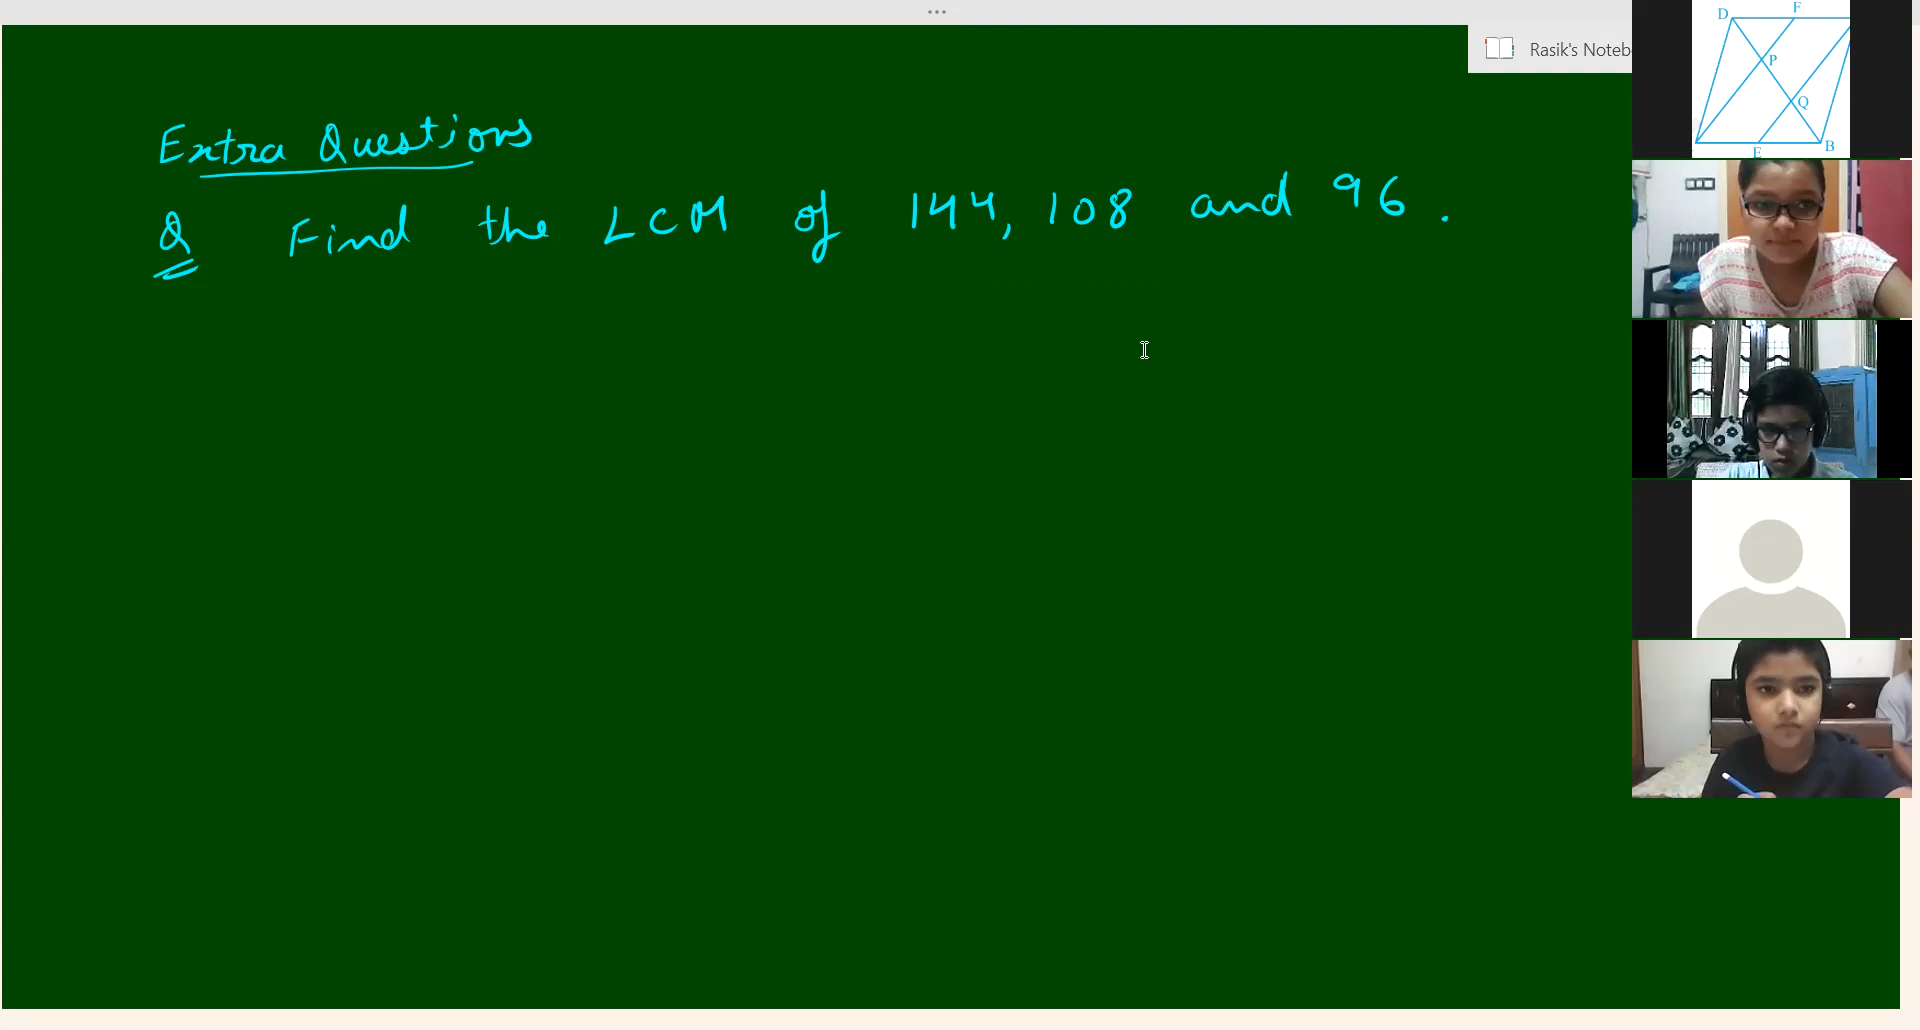 Rasik's Noteb
Extra Questions
Q Find the LCM of 144, 108 and 96.
D F
P
Q
E B